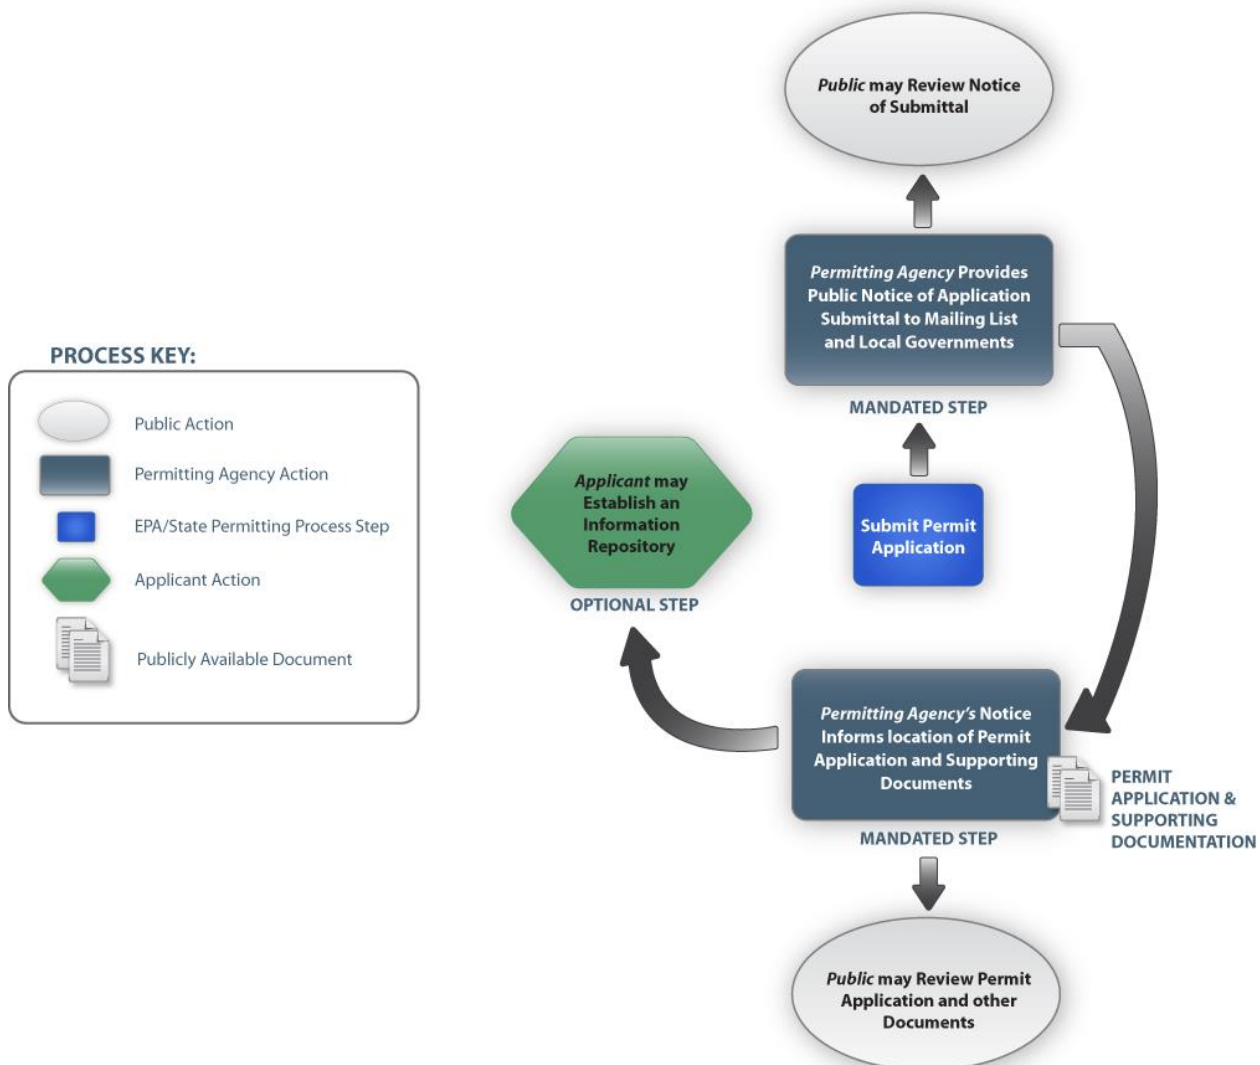 Public may Review Notice
of Submittal
Permitting Agency Provides
Public Notice of Application
Submittal to Mailing List
and Local Governments
MANDATED STEP
PROCESS KEY:
Public Action
Permitting Agency Action
EPA/State Permitting Process Step
Applicant Action
Publicly Available Document
Applicant may
Establish an
Information
Repository
OPTIONAL STEP
Submit Permit
Application
Permitting Agency's Notice
Informs location of Permit
Application and Supporting
Documents
MANDATED STEP
PERMIT
APPLICATION &
SUPPORTING
DOCUMENTATION
Public may Review Permit
Application and other
Documents